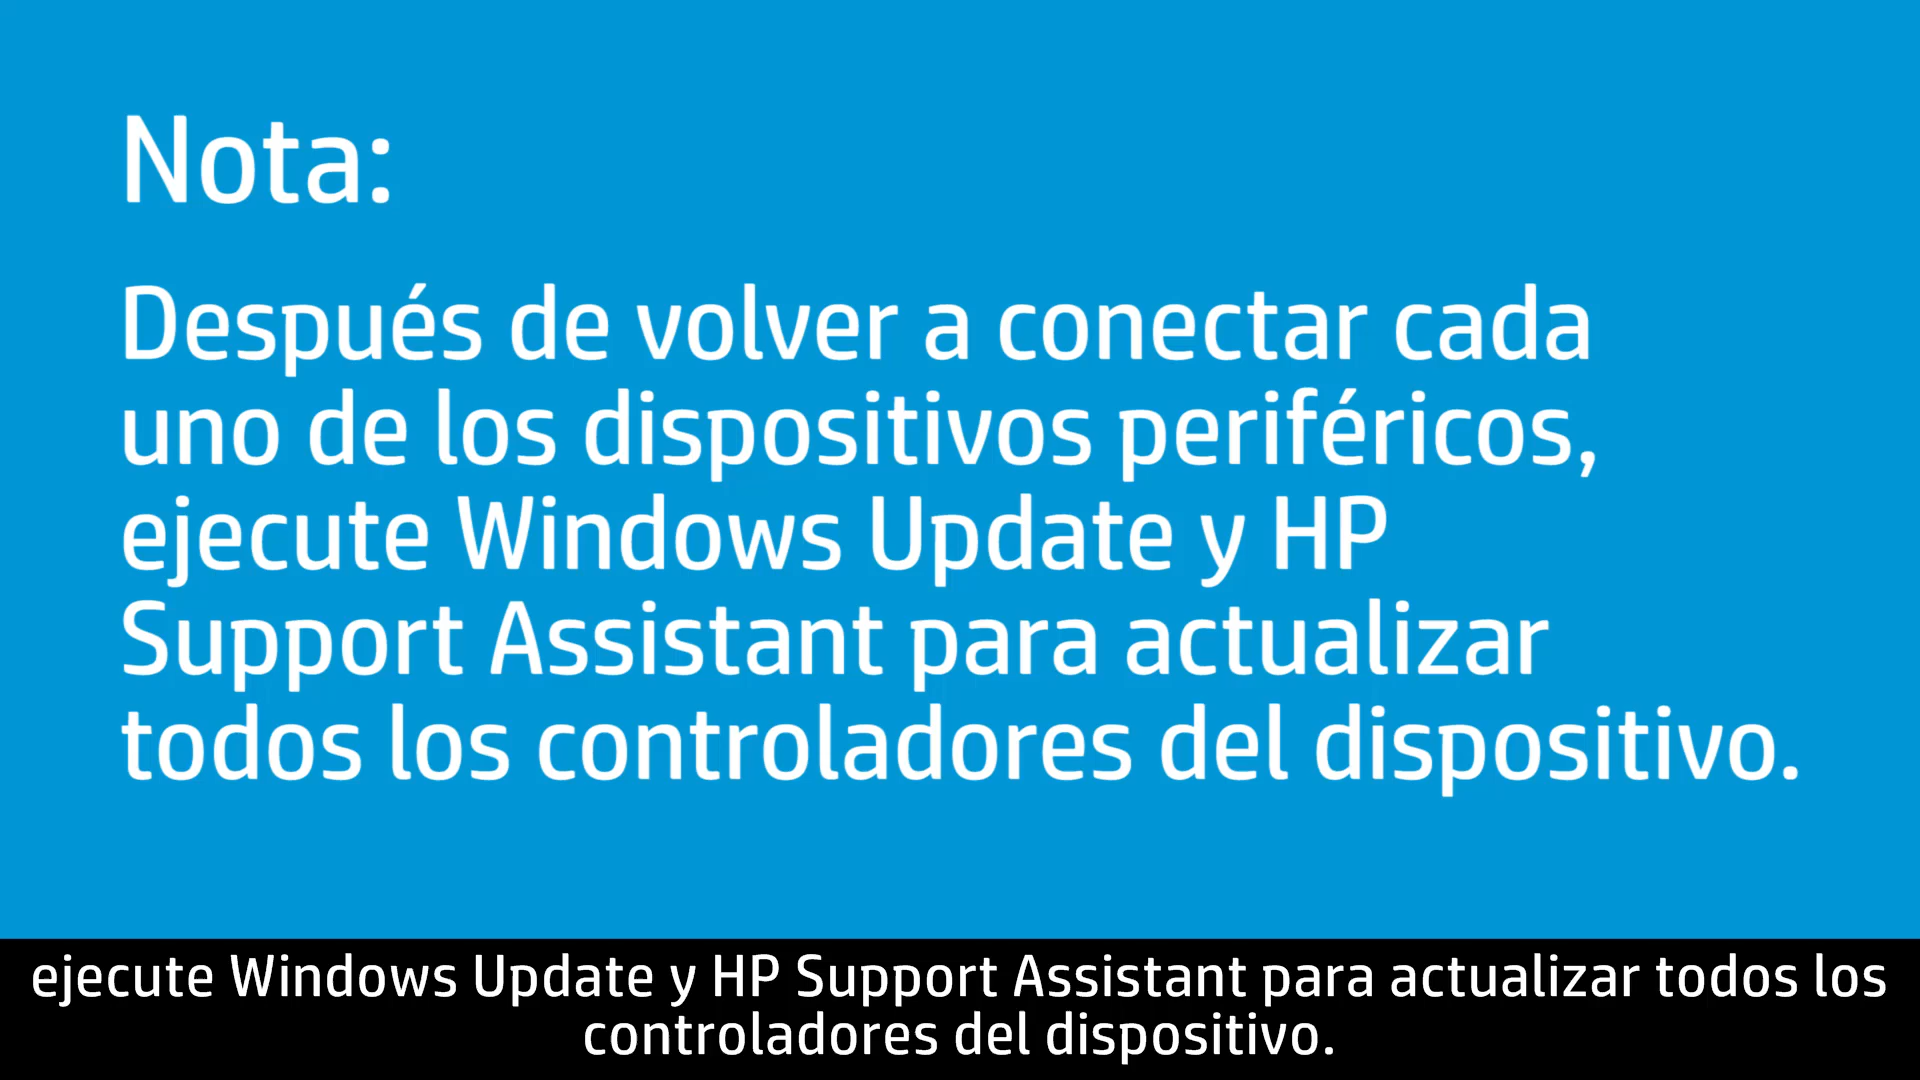 Nota:
Después de volver a conectar cada
uno de los dispositivos periféricos,
ejecute Windows Update y HP
Support Assistant para actualizar
todos los controladores del dispositivo.
ejecute Windows Update y HP Support Assistant para actualizar todos los
controladores del dispositivo.